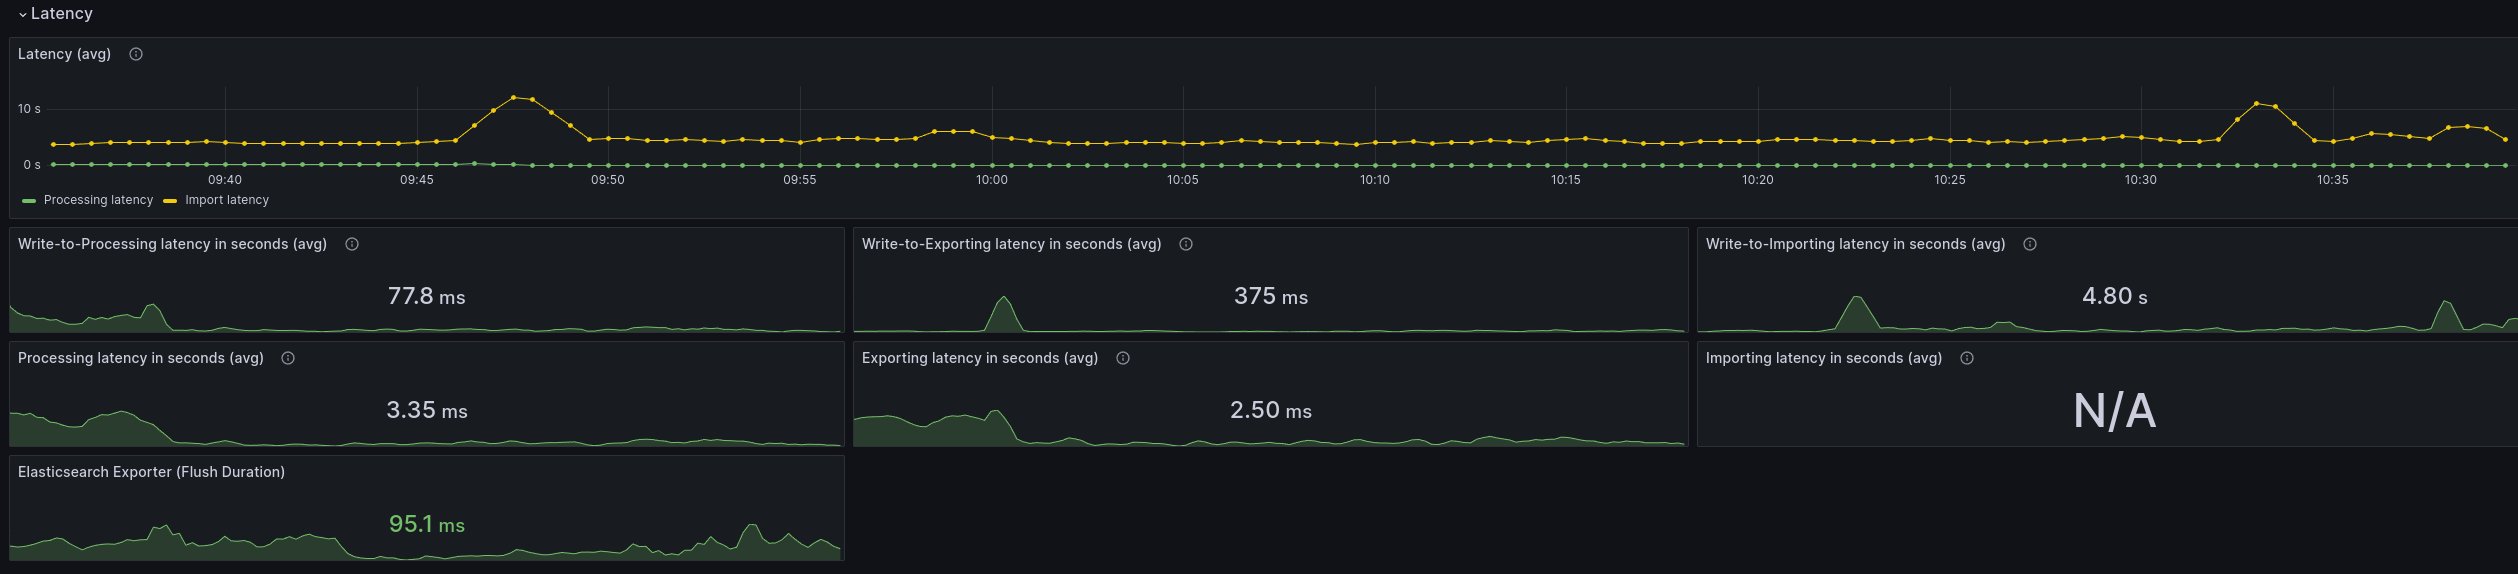 Latency
Latency (avg)
10 s
0 s
09:40 09:45 09:50 09:55 10:00 10:05 10:10 10:15 10:20 10:25 10:30 10:35
Processing latency Import latency
Write-to-Processing latency in seconds (avg) Write-to-Exporting latency in seconds (avg) Write-to-Importing latency in seconds (avg)
77.8 ms 375 ms 4.80 s
Processing latency in seconds (avg) Exporting latency in seconds (avg) Importing latency in seconds (avg)
3.35 ms 2.50 ms N/A
Elasticsearch Exporter (Flush Duration)
95.1 ms